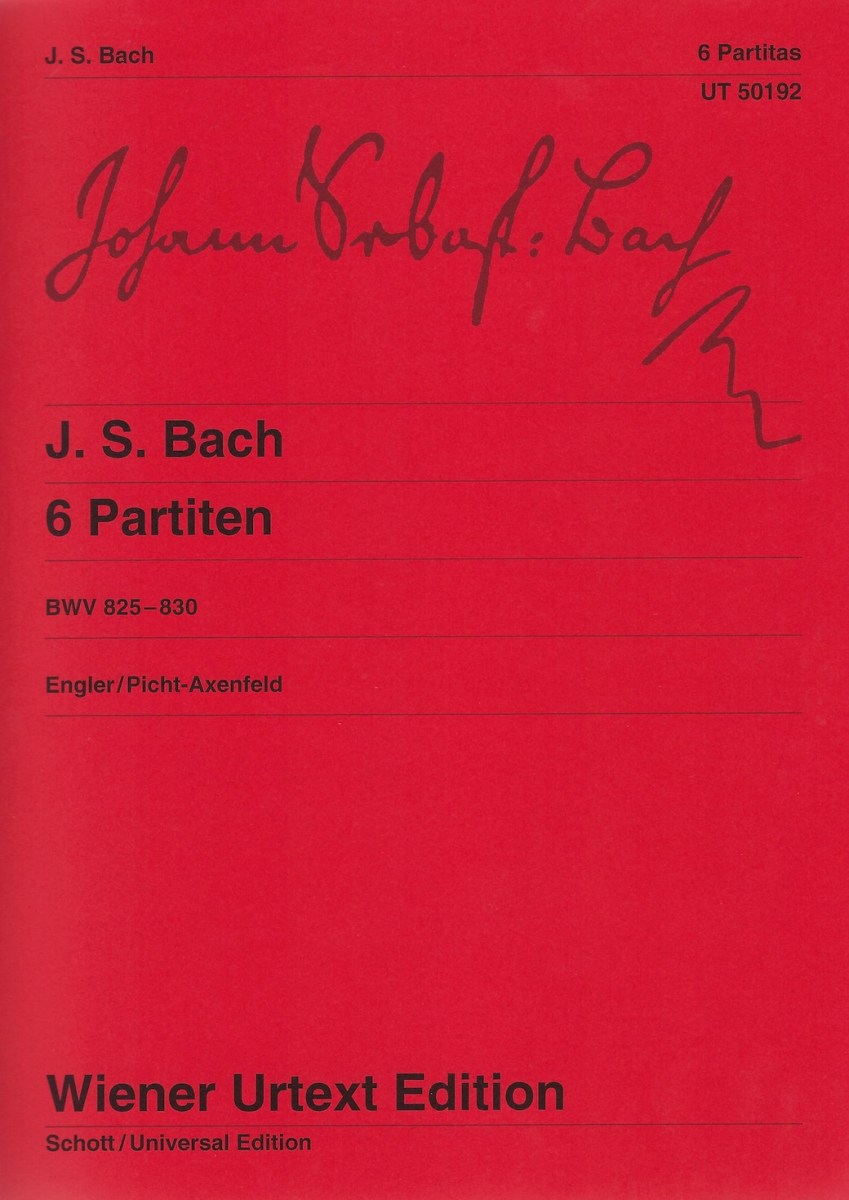 J. S. Bach
6 Partitas
UT 50192
Johann Sebast: Bach
J. S. Bach
6 Partiten
BWV 825–830
Engler/Picht-Axenfeld
Wiener Urtext Edition
Schott/Universal Edition